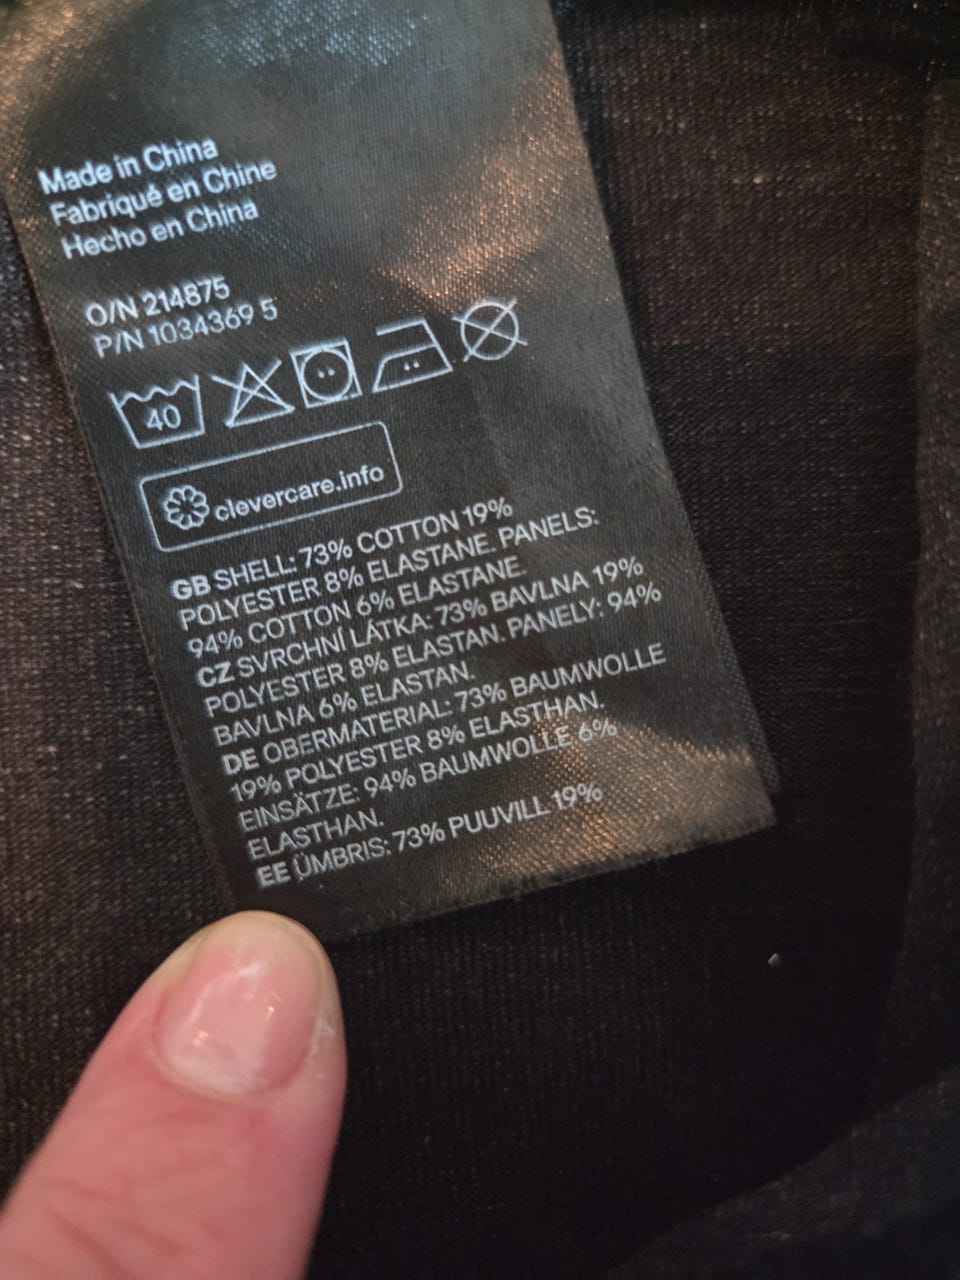 Made in China
Fabriqué en Chine
Hecho en China
O/N 214875
P/N 1034369 5
40
clevercare.info
GB SHELL: 73% COTTON 19%
POLYESTER 8% ELASTANE. PANELS:
94% COTTON 6% ELASTANE.
CZ SVRCHNÍ LÁTKA: 73% BAVLNA 19%
POLYESTER 8% ELASTAN. PANELY: 94%
BAVLNA 6% ELASTAN.
DE OBERMATERIAL: 73% BAUMWOLLE
19% POLYESTER 8% ELASTHAN.
EINSÄTZE: 94% BAUMWOLLE 6%
ELASTHAN.
EE ÜMBRIS: 73% PUUVILL 19%